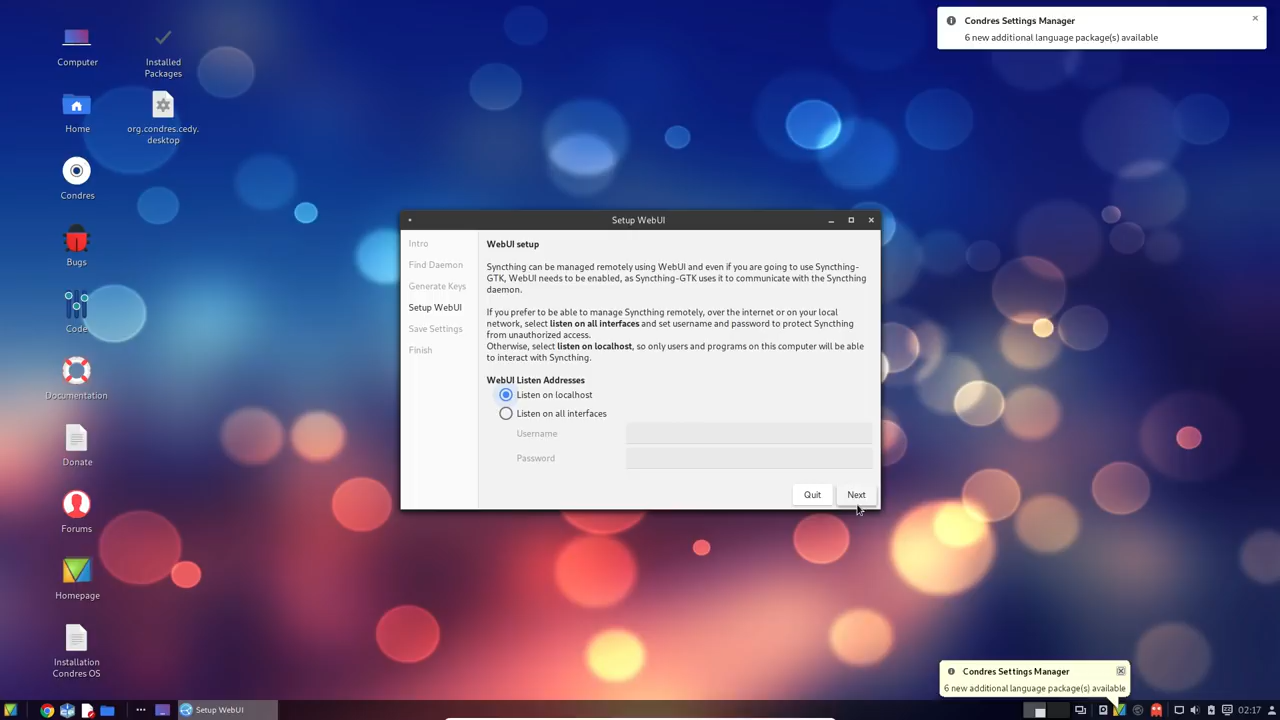 Condres Settings Manager
6 new additional language package(s) available
Computer
Installed
Packages
Home
org.condres.cedy.
desktop
Condres
Bugs
Code
Documentation
Donate
Forums
Homepage
Installation
Condres OS
Setup WebUI
Intro
Find Daemon
Generate Keys
Setup WebUI
Save Settings
Finish
WebUI setup
Syncthing can be managed remotely using WebUI and even if you are going to use Syncthing-
GTK, WebUI needs to be enabled, as Syncthing-GTK uses it to communicate with the Syncthing
daemon.
If you prefer to be able to manage Syncthing remotely, over the internet or on your local
network, select listen on all interfaces and set username and password to protect Syncthing
from unauthorized access.
Otherwise, select listen on localhost, so only users and programs on this computer will be able
to interact with Syncthing.
WebUI Listen Addresses
Listen on localhost
Listen on all interfaces
Username
Password
Quit
Next
Condres Settings Manager
6 new additional language package(s) available
Setup WebUI
02:17